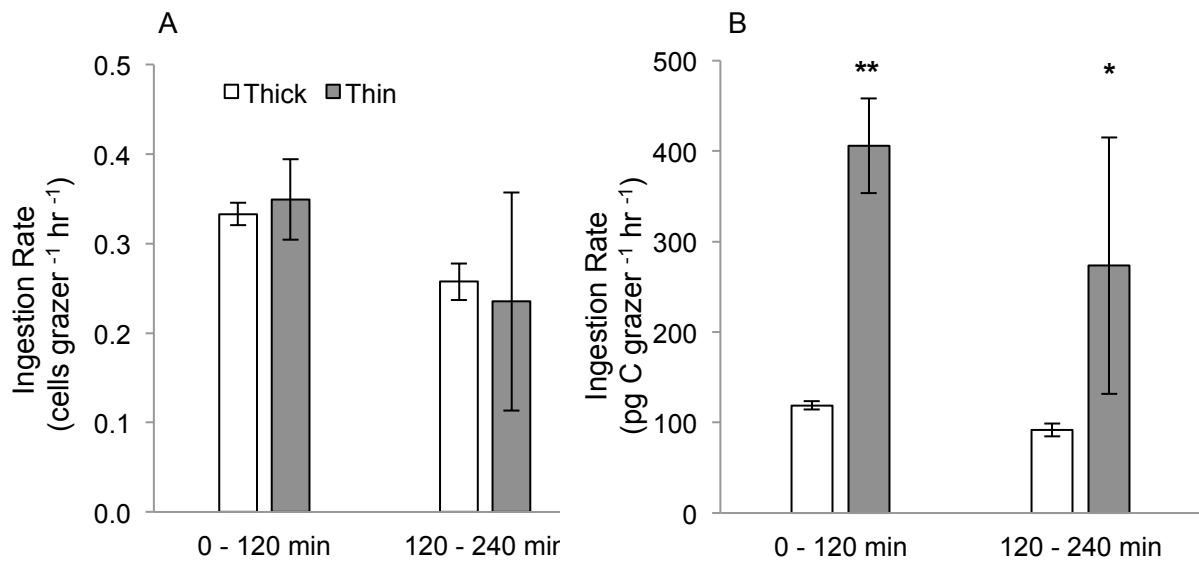 A
Ingestion Rate
(cells grazer -1 hr -1)
0.5
0.4
0.3
0.2
0.1
0.0
Thick Thin
0 - 120 min 120 - 240 min
B
Ingestion Rate
(pg C grazer -1 hr -1)
500
400
300
200
100
0
** *
0 - 120 min 120 - 240 min